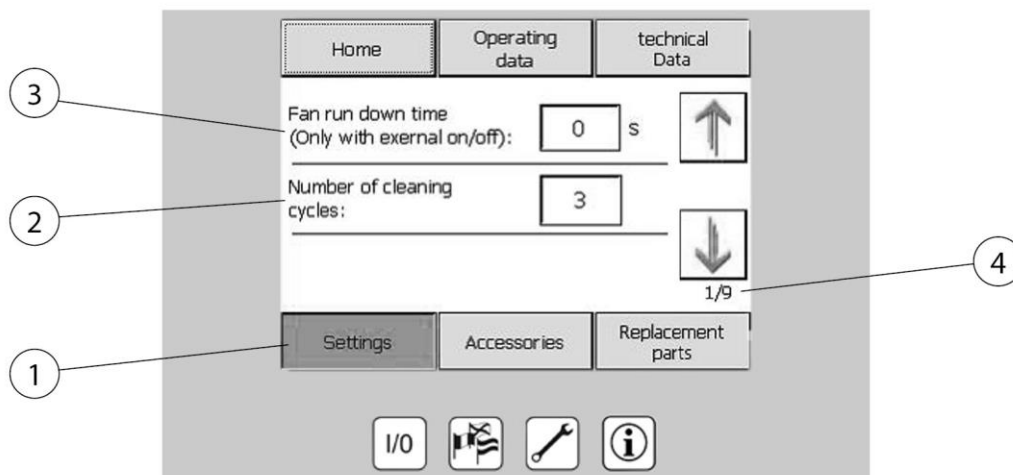 Home
Operating
data
technical
Data
3
Fan run down time
(Only with exernal on/off):
0
s
2
Number of cleaning
cycles:
3
1/9
4
1
Settings
Accessories
Replacement
parts
I/0
i